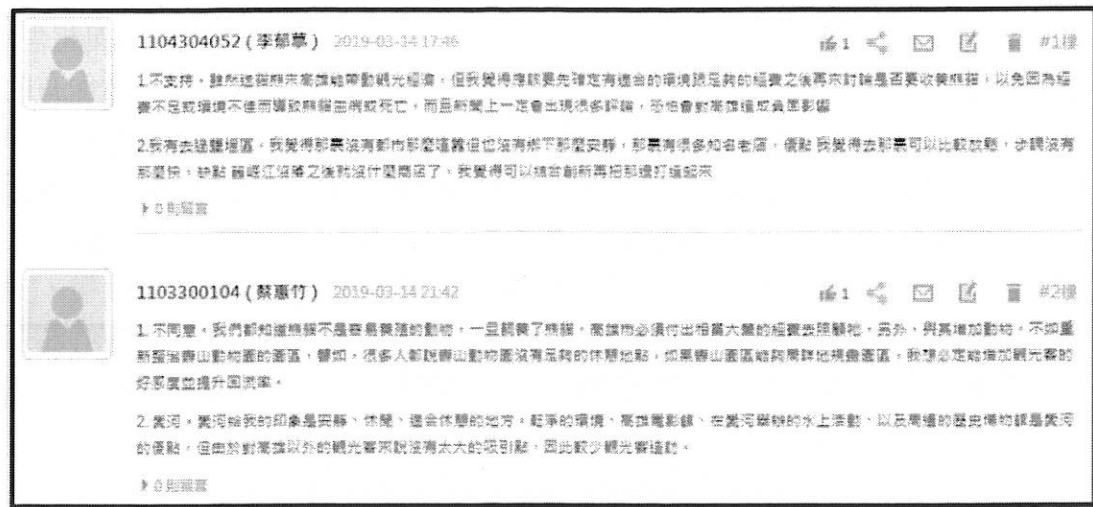 1104304052 ( 李郁葶 ) 2019-03-14 17:46 1 #1樓
1.不支持。雖然這貓熊來高雄能帶動觀光經濟，但我覺得應該要先確定有適合的環境跟足夠的經費之後再來討論是否要收養熊貓，以免因為經
費不足或環境不佳而導致熊貓生病或死亡，而且新聞上一定會出現很多評論，恐怕會對高雄造成負面影響
2.我有去過鹽埕區，我覺得那裏沒有都市那麼喧囂但也沒有鄉下那麼安靜，那裏有很多知名老店，優點 我覺得去那裏可以比較放鬆，步調沒有
那麼快，缺點 舊崛江沒落之後就沒什麼商店了，我覺得可以結合創新再把那邊打造起來
0 則留言
1103300104 ( 蔡惠竹 ) 2019-03-14 21:42 1 #2樓
1. 不同意。我們都知道熊貓不是容易養殖的動物，一旦飼養了熊貓，高雄市必須付出相當大量的經費去照顧牠。另外，與其增加動物，不如重
新整治壽山動物園的園區，譬如，很多人都說壽山動物園沒有足夠的休憩地點，如果壽山園區能夠周詳地規劃園區，我想必定能增加觀光客的
好感度並提升回流率。
2. 愛河。愛河給我的印象是安靜、休閒、適合休憩的地方。乾淨的環境、高雄電影館、在愛河舉辦的水上活動、以及周邊的歷史博物館是愛河
的優點，但由於對高雄以外的觀光客來說沒有太大的吸引點，因此較少觀光客造訪。
0 則留言